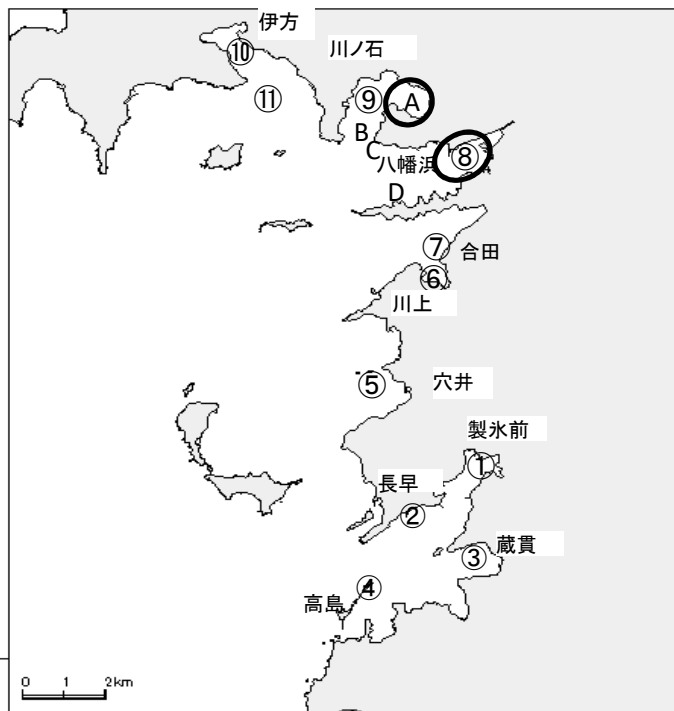 伊方
⑩
川ノ石
⑪
⑨
A
B
C
八幡浜
⑧
D
⑦
合田
⑥
川上
⑤
穴井
製氷前
①
長早
②
蔵貫
③
④
高島
0 1 2km